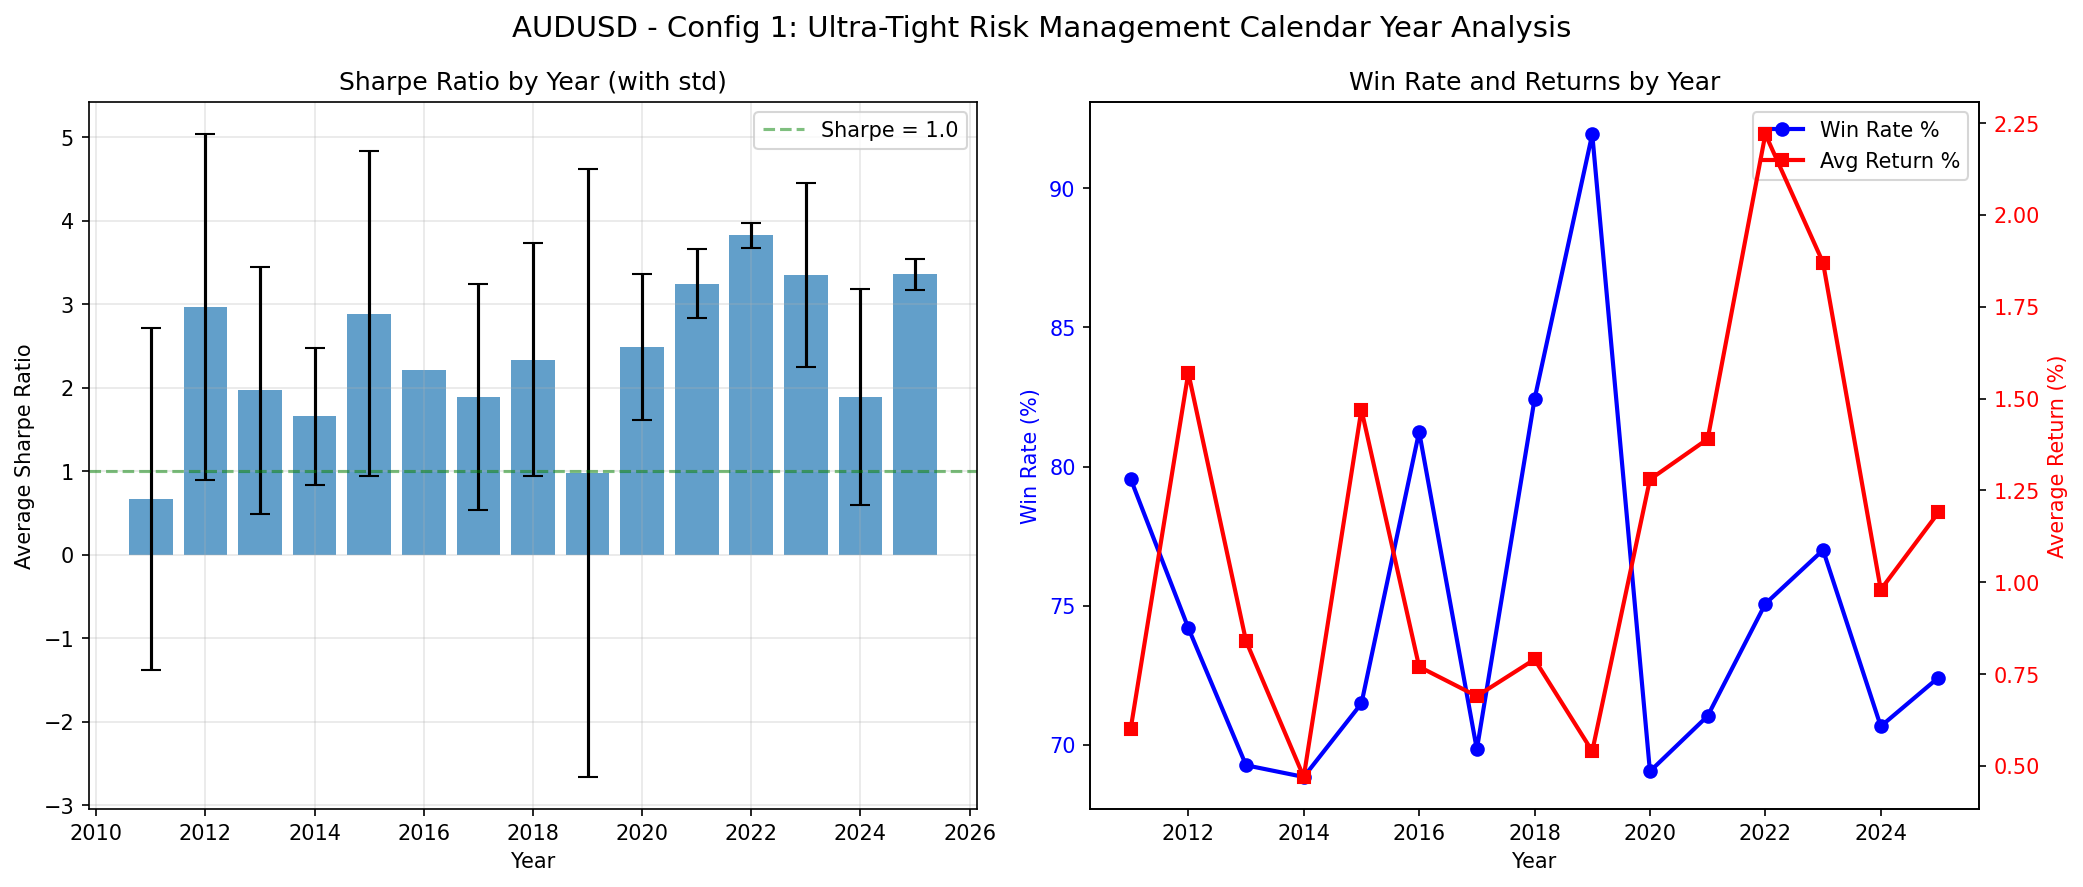 AUDUSD - Config 1: Ultra-Tight Risk Management Calendar Year Analysis
Sharpe Ratio by Year (with std)
Average Sharpe Ratio
5
4
3
2
1
0
−1
−2
−3
2010 2012 2014 2016 2018 2020 2022 2024 2026
Year
Sharpe = 1.0
Win Rate and Returns by Year
Win Rate (%)
90
85
80
75
70
2012 2014 2016 2018 2020 2022 2024
Year
Win Rate %
Avg Return %
2.25
2.00
1.75
1.50
1.25
1.00
0.75
0.50
Average Return (%)